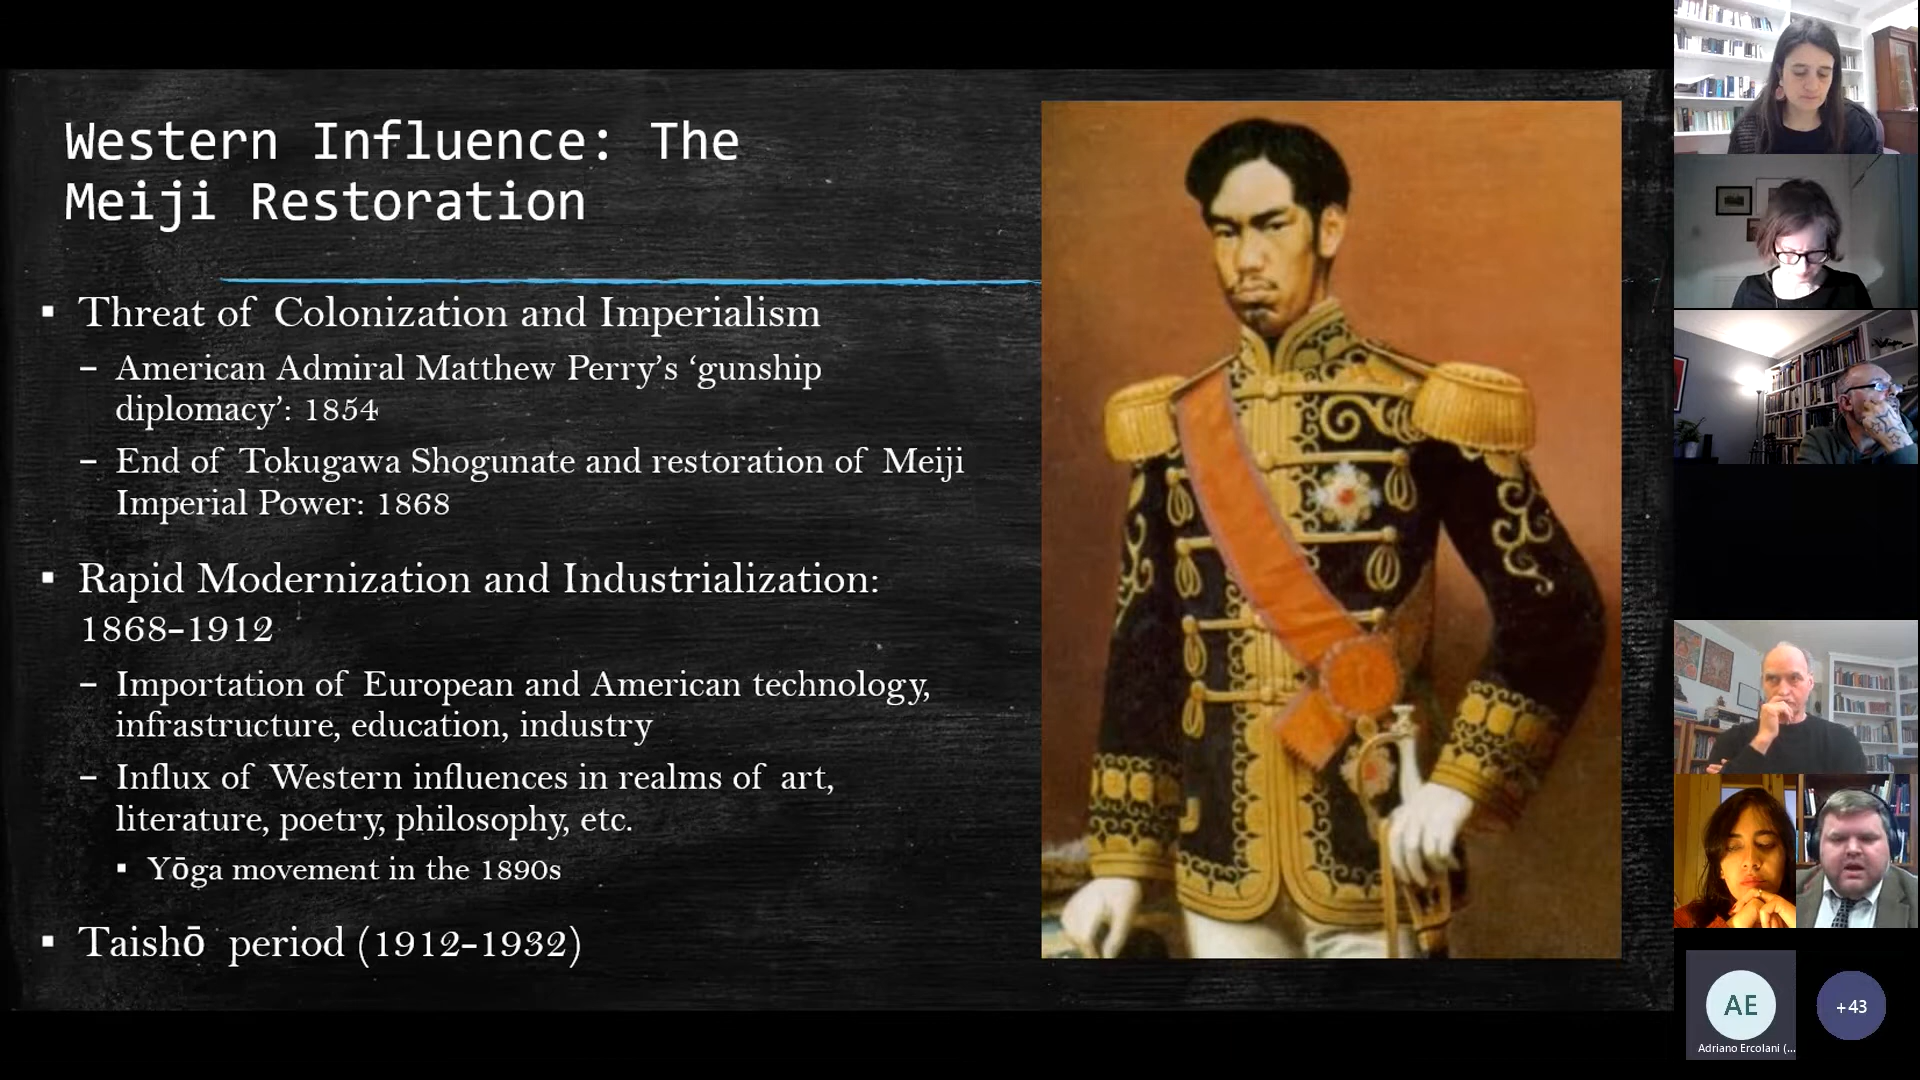 Western Influence: The
Meiji Restoration
▪ Threat of Colonization and Imperialism
– American Admiral Matthew Perry’s ‘gunship
diplomacy’: 1854
– End of Tokugawa Shogunate and restoration of Meiji
Imperial Power: 1868
▪ Rapid Modernization and Industrialization:
1868–1912
– Importation of European and American technology,
infrastructure, education, industry
– Influx of Western influences in realms of art,
literature, poetry, philosophy, etc.
▪ Yōga movement in the 1890s
▪ Taishō period (1912–1932)
AE
Adriano Ercolani (...
+43